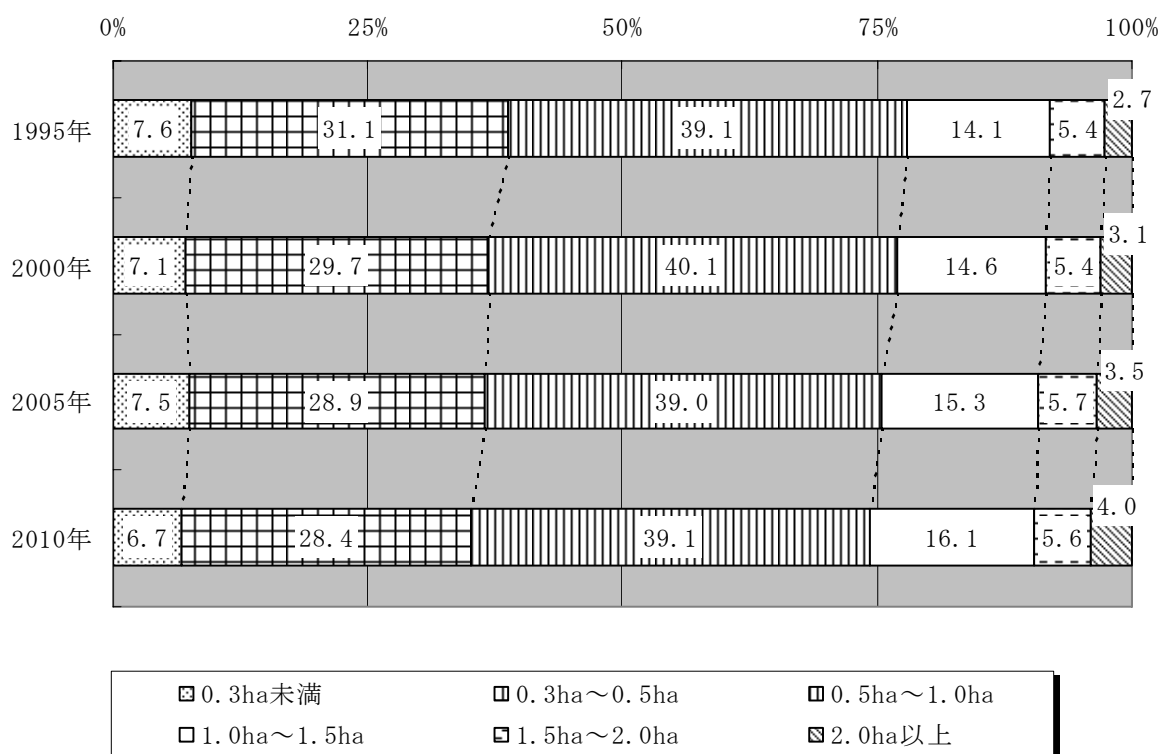 0% 25% 50% 75% 100%
1995年 7.6 31.1 39.1 14.1 5.4 2.7
2000年 7.1 29.7 40.1 14.6 5.4 3.1
2005年 7.5 28.9 39.0 15.3 5.7 3.5
2010年 6.7 28.4 39.1 16.1 5.6 4.0
0.3ha未満 0.3ha～0.5ha 0.5ha～1.0ha
1.0ha～1.5ha 1.5ha～2.0ha 2.0ha以上